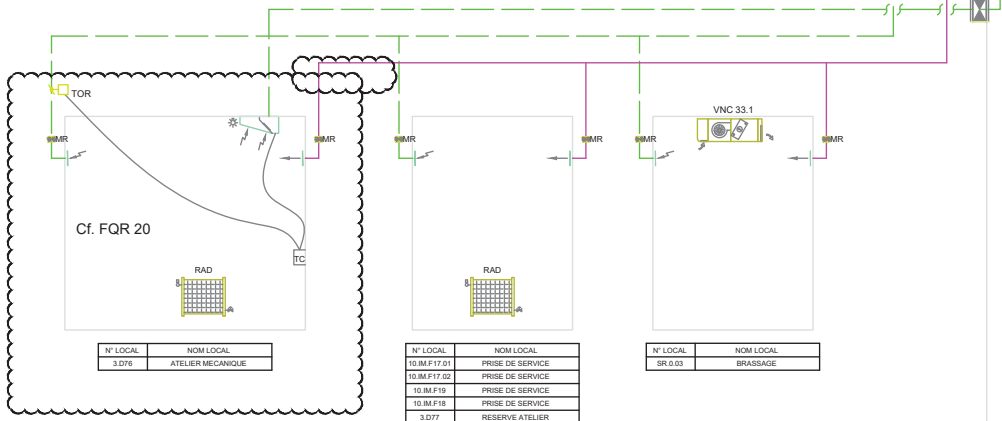 TOR
VNC 33.1
MR
MR
MR
MR
MR
MR
Cf. FQR 20
TC
RAD
RAD
N° LOCAL NOM LOCAL
3.D76 ATELIER MECANIQUE
N° LOCAL NOM LOCAL
10.IM.F17.01 PRISE DE SERVICE
10.IM.F17.02 PRISE DE SERVICE
10.IM.F19 PRISE DE SERVICE
10.IM.F18 PRISE DE SERVICE
3.D77 RESERVE ATELIER
N° LOCAL NOM LOCAL
SR.0.03 BRASSAGE